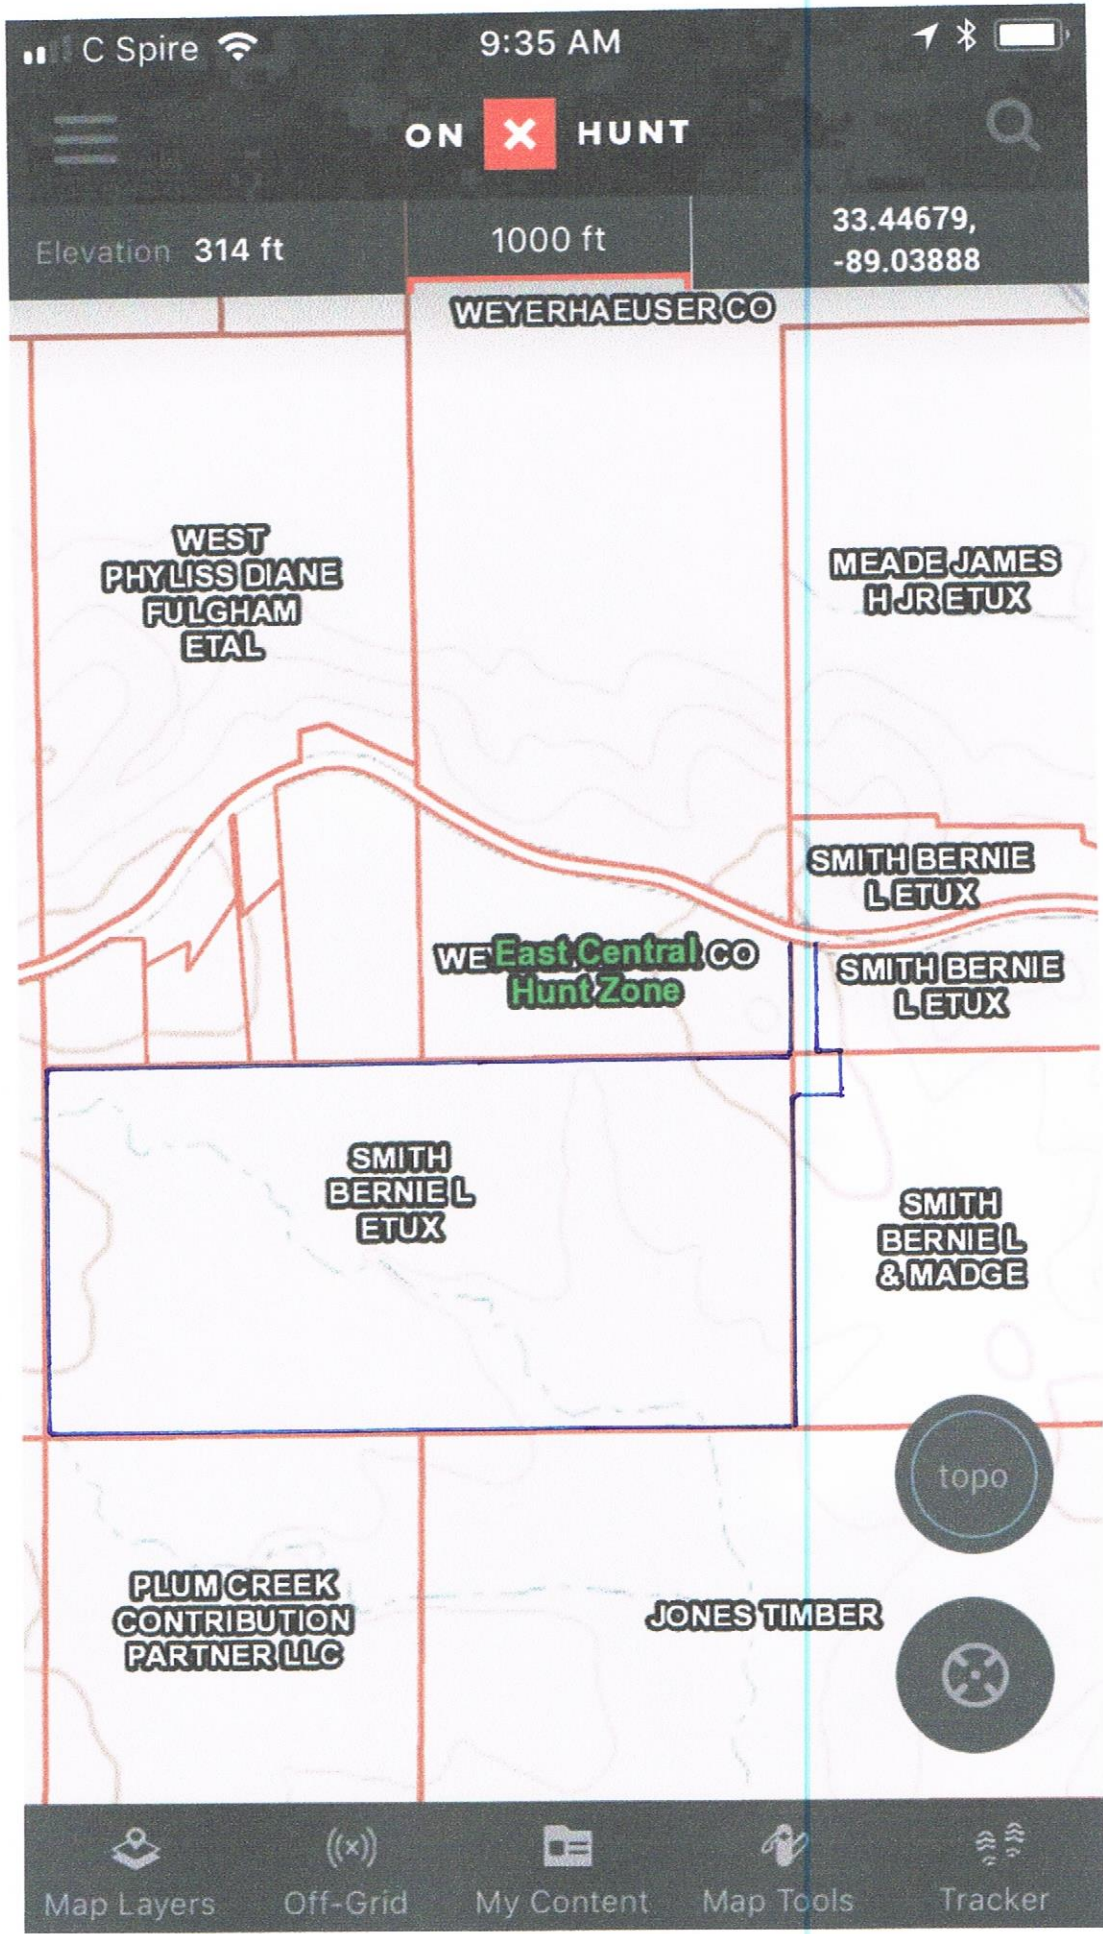 C Spire 9:35 AM
ON X HUNT
Elevation 314 ft
1000 ft
33.44679,
-89.03888
WEYERHAEUSER CO
WEST
PHYLISS DIANE
FULGHAM
ETAL
MEADE JAMES
H JR ETUX
SMITH BERNIE
L ETUX
WE East Central CO
Hunt Zone
SMITH BERNIE
L ETUX
SMITH
BERNIE L
ETUX
SMITH
BERNIE L
& MADGE
topo
PLUM CREEK
CONTRIBUTION
PARTNER LLC
JONES TIMBER
Map Layers
Off-Grid
My Content
Map Tools
Tracker